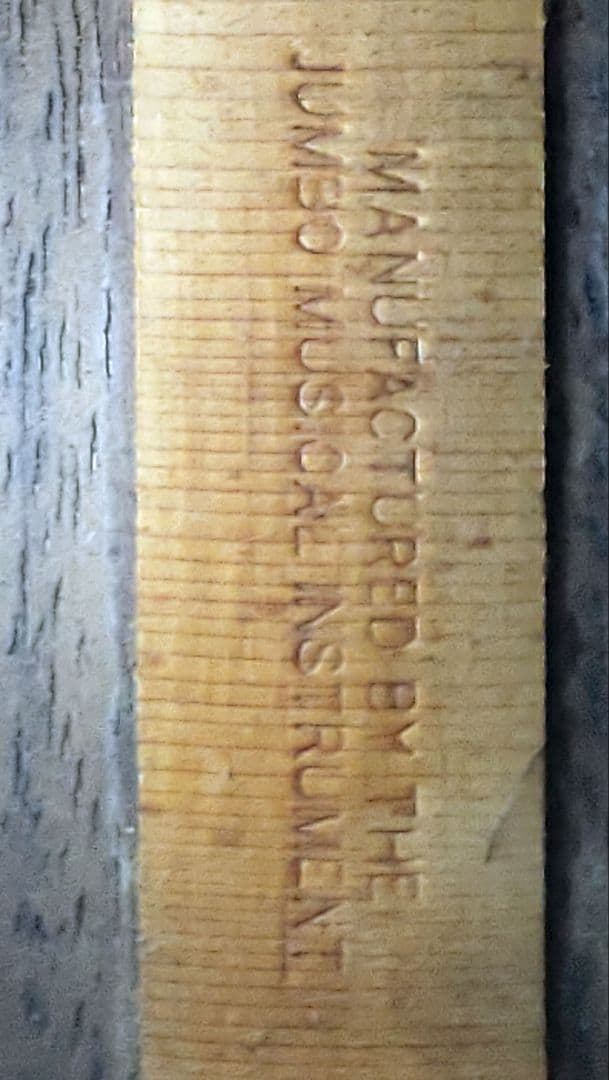 MANUFACTURED BY THE
JUMBO MUSICAL INSTRUMENT